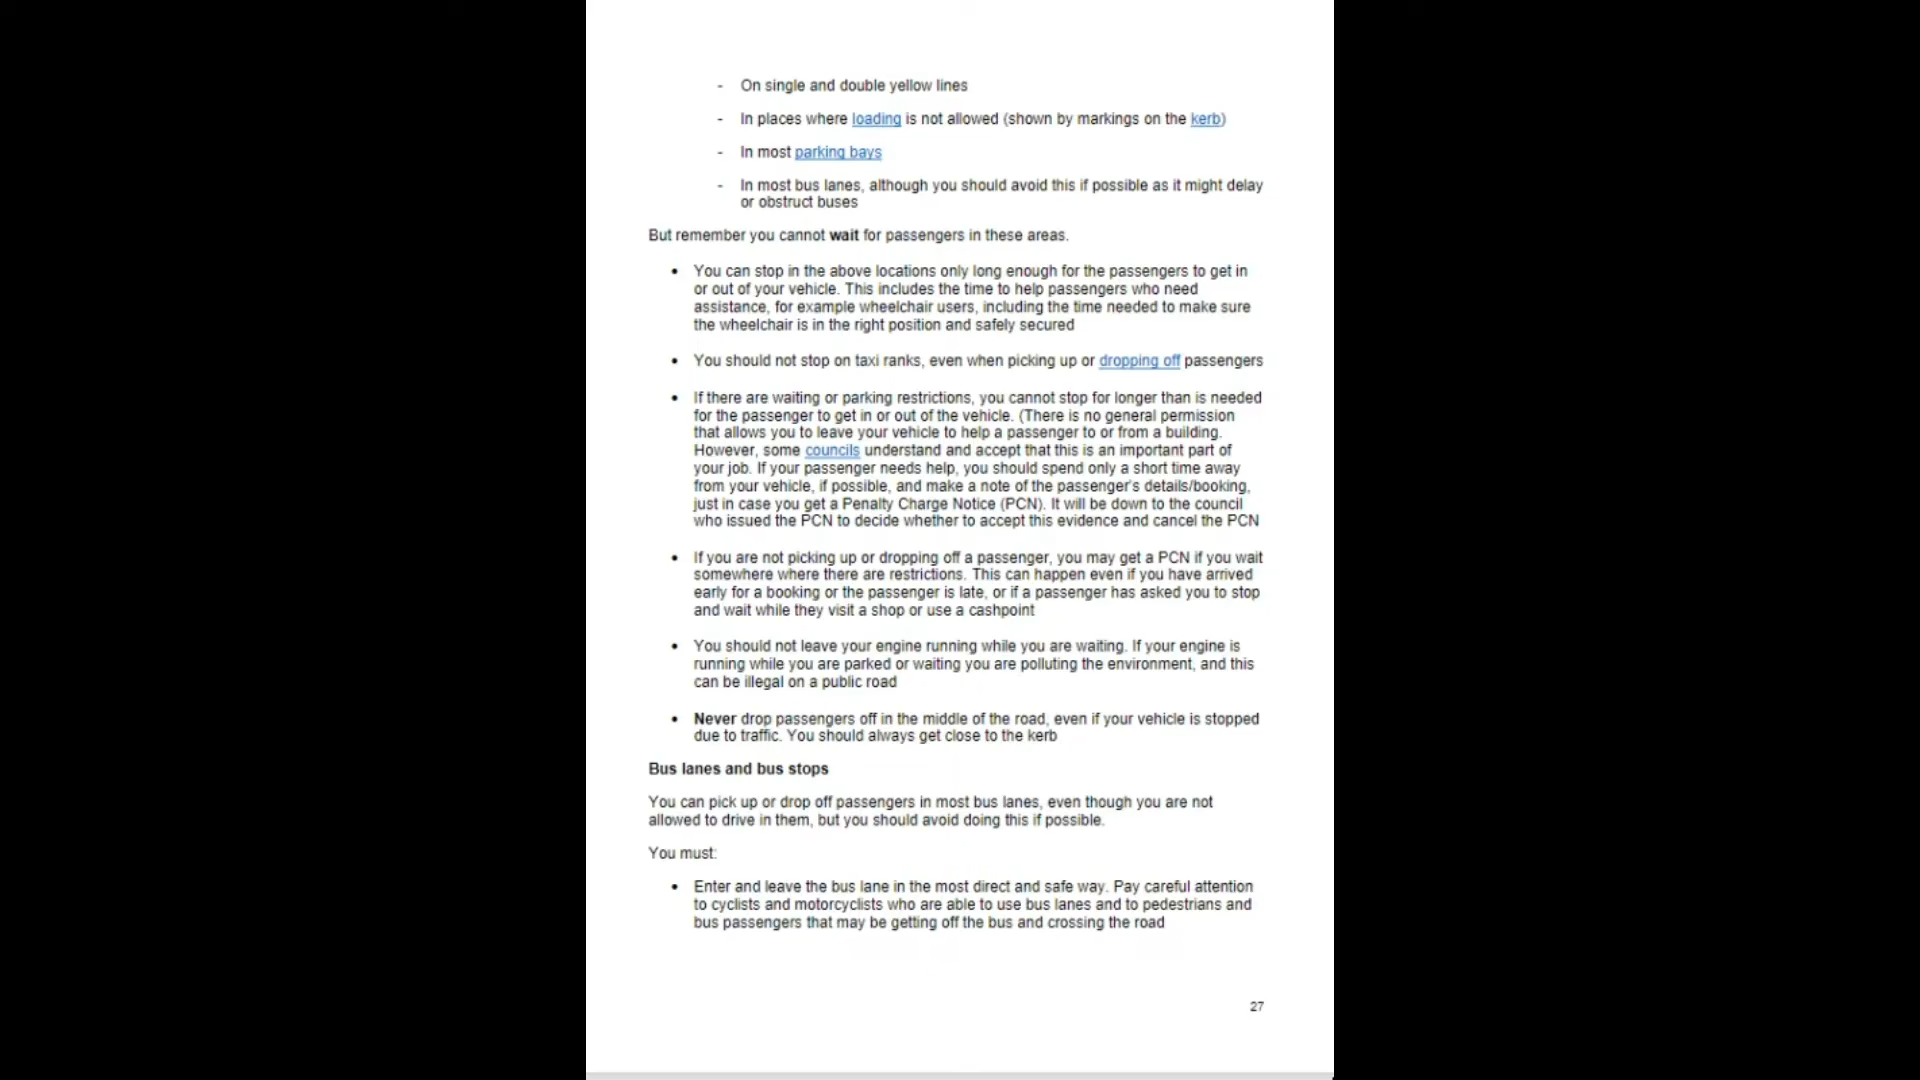 - On single and double yellow lines
- In places where loading is not allowed (shown by markings on the kerb)
- In most parking bays
- In most bus lanes, although you should avoid this if possible as it might delay
or obstruct buses
But remember you cannot wait for passengers in these areas.
• You can stop in the above locations only long enough for the passengers to get in
or out of your vehicle. This includes the time to help passengers who need
assistance, for example wheelchair users, including the time needed to make sure
the wheelchair is in the right position and safely secured
• You should not stop on taxi ranks, even when picking up or dropping off passengers
• If there are waiting or parking restrictions, you cannot stop for longer than is needed
for the passenger to get in or out of the vehicle. (There is no general permission
that allows you to leave your vehicle to help a passenger to or from a building.
However, some councils understand and accept that this is an important part of
your job. If your passenger needs help, you should spend only a short time away
from your vehicle, if possible, and make a note of the passenger's details/booking,
just in case you get a Penalty Charge Notice (PCN). It will be down to the council
who issued the PCN to decide whether to accept this evidence and cancel the PCN
• If you are not picking up or dropping off a passenger, you may get a PCN if you wait
somewhere where there are restrictions. This can happen even if you have arrived
early for a booking or the passenger is late, or if a passenger has asked you to stop
and wait while they visit a shop or use a cashpoint
• You should not leave your engine running while you are waiting. If your engine is
running while you are parked or waiting you are polluting the environment, and this
can be illegal on a public road
• Never drop passengers off in the middle of the road, even if your vehicle is stopped
due to traffic. You should always get close to the kerb
Bus lanes and bus stops
You can pick up or drop off passengers in most bus lanes, even though you are not
allowed to drive in them, but you should avoid doing this if possible.
You must:
• Enter and leave the bus lane in the most direct and safe way. Pay careful attention
to cyclists and motorcyclists who are able to use bus lanes and to pedestrians and
bus passengers that may be getting off the bus and crossing the road
27